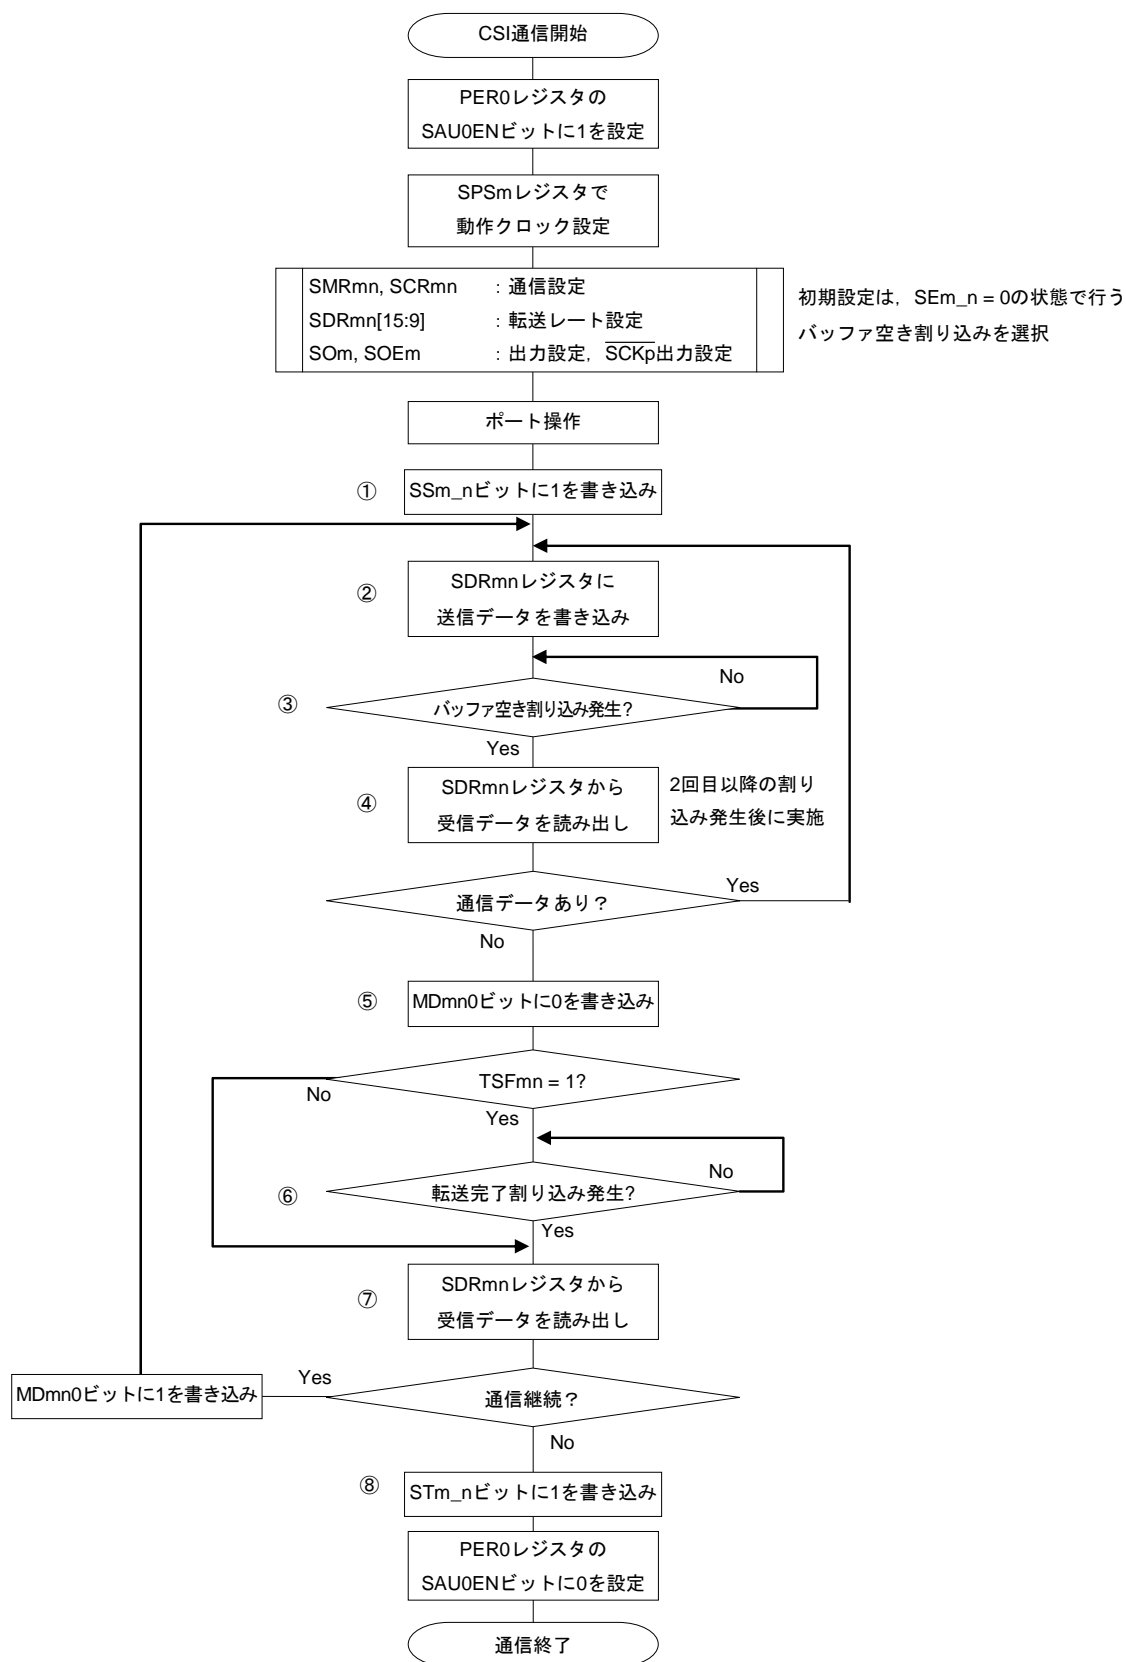 CSI通信開始
PER0レジスタの
SAU0ENビットに1を設定
SPSmレジスタで
動作クロック設定
SMRmn, SCRmn : 通信設定
SDRmn[15:9] : 転送レート設定
SOm, SOEm : 出力設定, SCKp出力設定
初期設定は, SEm_n = 0の状態で行う
バッファ空き割り込みを選択
ポート操作
① SSm_nビットに1を書き込み
② SDRmnレジスタに
送信データを書き込み
No
③ バッファ空き割り込み発生?
Yes
④ SDRmnレジスタから
受信データを読み出し
2回目以降の割り
込み発生後に実施
通信データあり?
Yes
No
⑤ MDmn0ビットに0を書き込み
TSFmn = 1?
No
Yes
No
⑥ 転送完了割り込み発生?
Yes
⑦ SDRmnレジスタから
受信データを読み出し
Yes
MDmn0ビットに1を書き込み
通信継続?
No
⑧ STm_nビットに1を書き込み
PER0レジスタの
SAU0ENビットに0を設定
通信終了